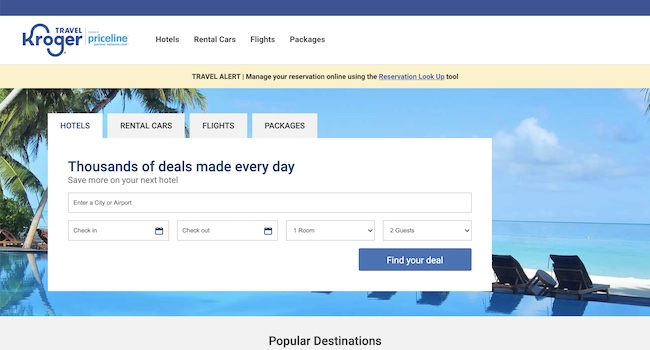 TRAVEL
Kroger
priceline
partner network.com
Hotels Rental Cars Flights Packages
TRAVEL ALERT | Manage your reservation online using the Reservation Look Up tool
HOTELS RENTAL CARS FLIGHTS PACKAGES
Thousands of deals made every day
Save more on your next hotel
Enter a City or Airport
Check in Check out 1 Room 2 Guests
Find your deal
Popular Destinations